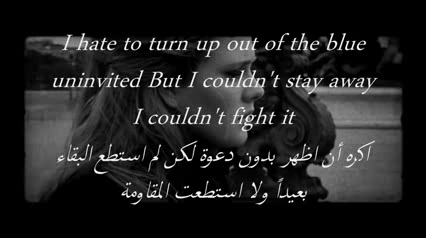 I hate to turn up out of the blue
uninvited But I couldn't stay away
I couldn't fight it
اكره أن اظهر بدون دعوة لكن لم استطع البقاء
بعيداً ولا استطعت المقاومة